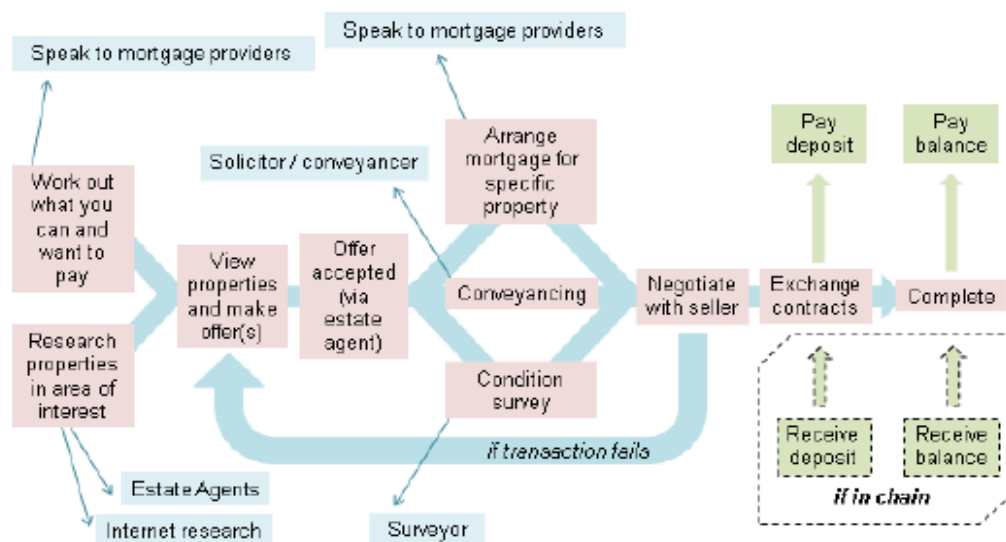 Speak to mortgage providers
Speak to mortgage providers
Solicitor / conveyancer
Work out
what you
can and
want to
pay
Research
properties
in area of
interest
Estate Agents
Internet research
View
properties
and make
offer(s)
Offer
accepted
(via
estate
agent)
Arrange
mortgage for
specific
property
Conveyancing
Condition
survey
Surveyor
if transaction fails
Negotiate
with seller
Exchange
contracts
Complete
Pay
deposit
Pay
balance
Receive
deposit
Receive
balance
if in chain